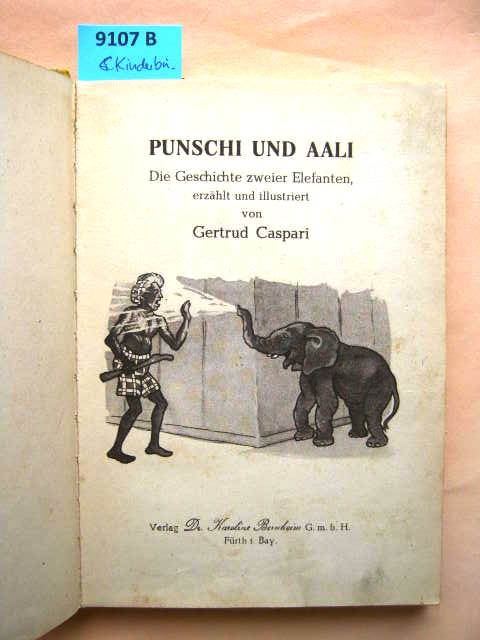 9107 B
Kinderbü.
PUNSCHI UND AALI
Die Geschichte zweier Elefanten,
erzählt und illustriert
von
Gertrud Caspari
Verlag Dr. Karoline Bernheim G. m. b. H.
Fürth i. Bay.